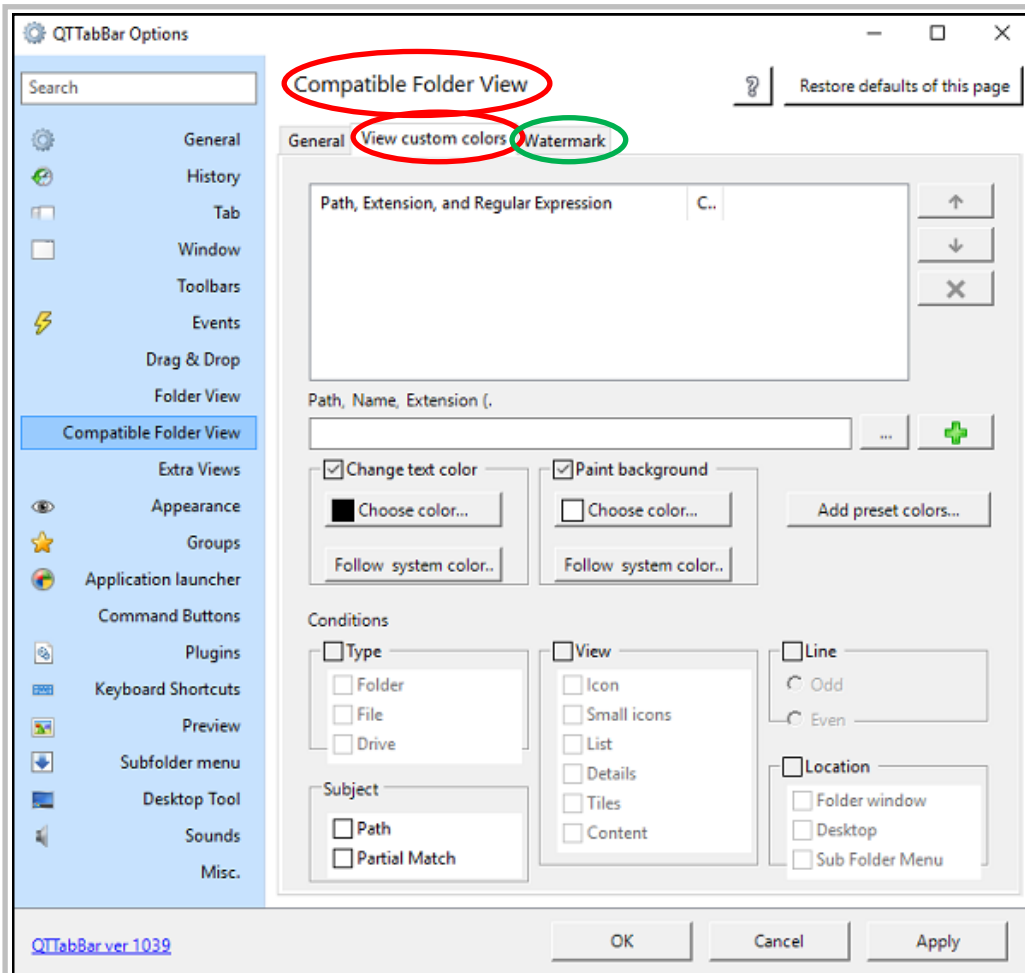 QTTabBar Options
Search
General
History
Tab
Window
Toolbars
Events
Drag & Drop
Folder View
Compatible Folder View
Extra Views
Appearance
Groups
Application launcher
Command Buttons
Plugins
Keyboard Shortcuts
Preview
Subfolder menu
Desktop Tool
Sounds
Misc.
QTTabBar ver 1039
Compatible Folder View
? Restore defaults of this page
General View custom colors Watermark
Path, Extension, and Regular Expression C..
Path, Name, Extension (.
...
Change text color Paint background
Choose color... Choose color... Add preset colors...
Follow system color.. Follow system color..
Conditions
Type
Folder
File
Drive
Subject
Path
Partial Match
View
Icon
Small icons
List
Details
Tiles
Content
Line
Odd
Even
Location
Folder window
Desktop
Sub Folder Menu
OK Cancel Apply